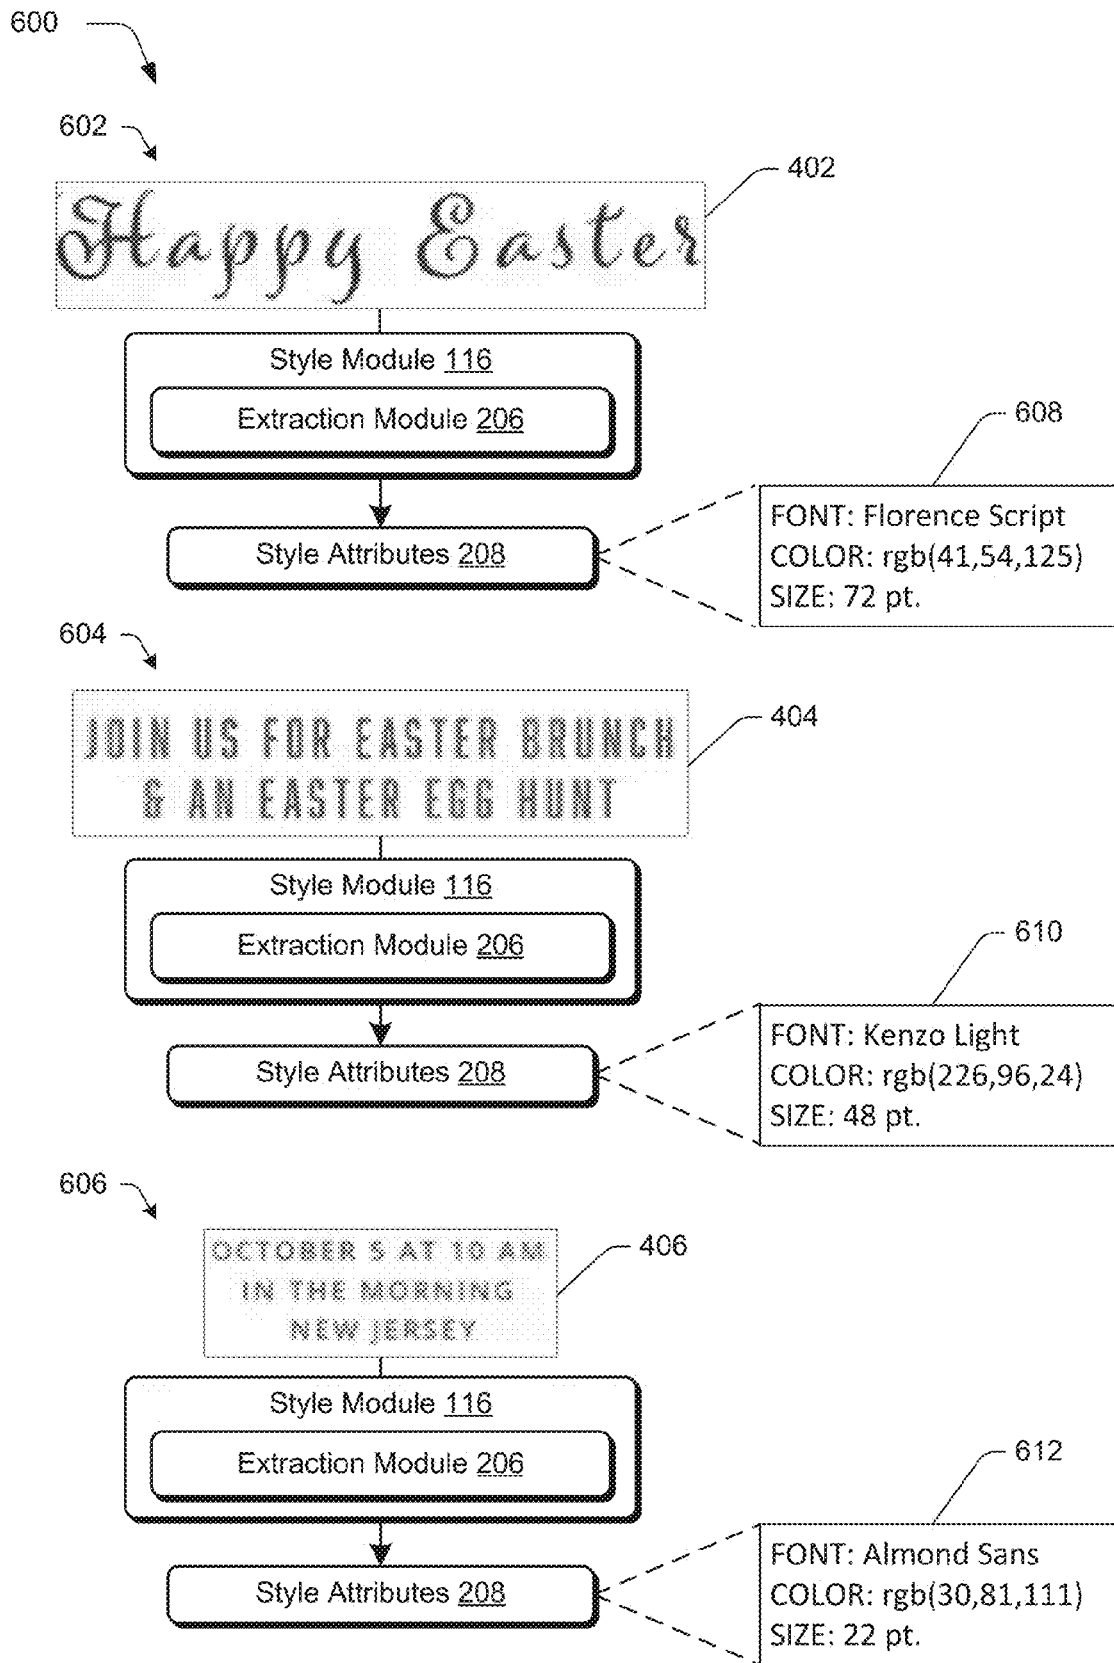 600
602
402
Happy Easter
Style Module 116
Extraction Module 206
608
Style Attributes 208
FONT: Florence Script
COLOR: rgb(41,54,125)
SIZE: 72 pt.
604
404
JOIN US FOR EASTER BRUNCH
& AN EASTER EGG HUNT
Style Module 116
Extraction Module 206
610
Style Attributes 208
FONT: Kenzo Light
COLOR: rgb(226,96,24)
SIZE: 48 pt.
606
406
OCTOBER 5 AT 10 AM
IN THE MORNING
NEW JERSEY
Style Module 116
Extraction Module 206
612
Style Attributes 208
FONT: Almond Sans
COLOR: rgb(30,81,111)
SIZE: 22 pt.